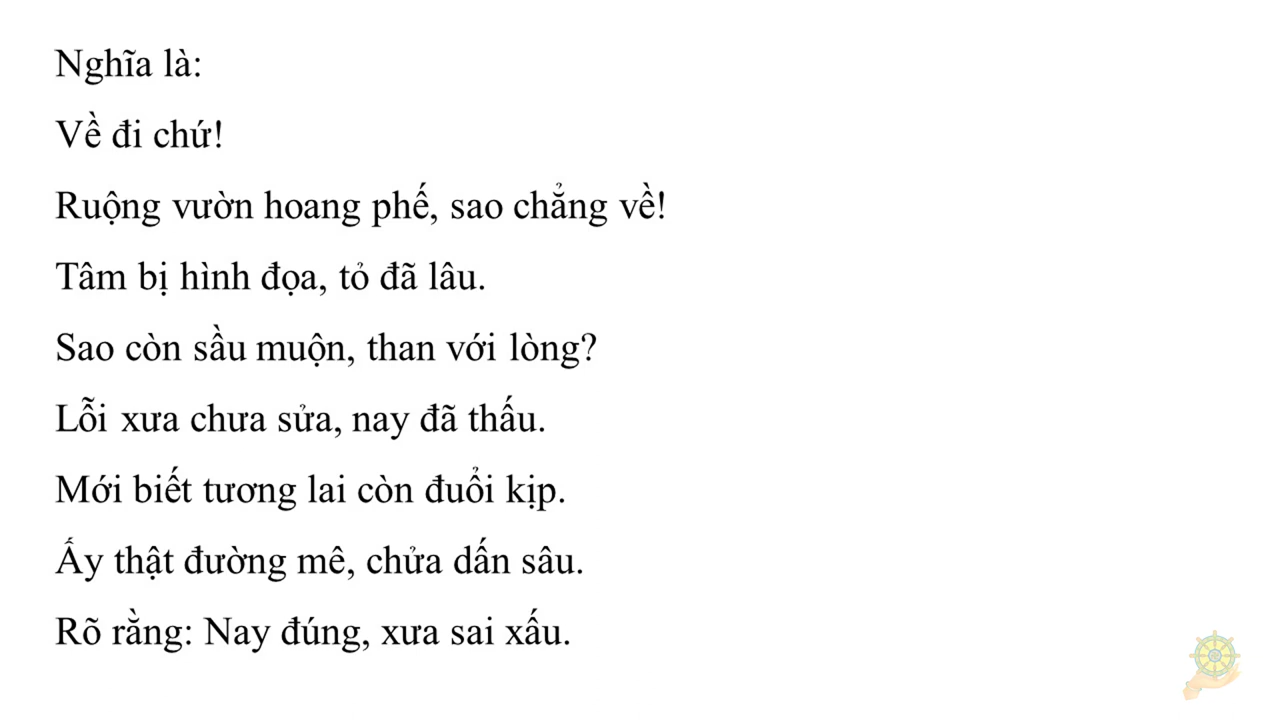 Nghĩa là:
Về đi chứ!
Ruộng vườn hoang phế, sao chẳng về!
Tâm bị hình đọa, tỏ đã lâu.
Sao còn sầu muộn, than với lòng?
Lỗi xưa chưa sửa, nay đã thấu.
Mới biết tương lai còn đuổi kịp.
Ấy thật đường mê, chửa dấn sâu.
Rõ rằng: Nay đúng, xưa sai xấu.